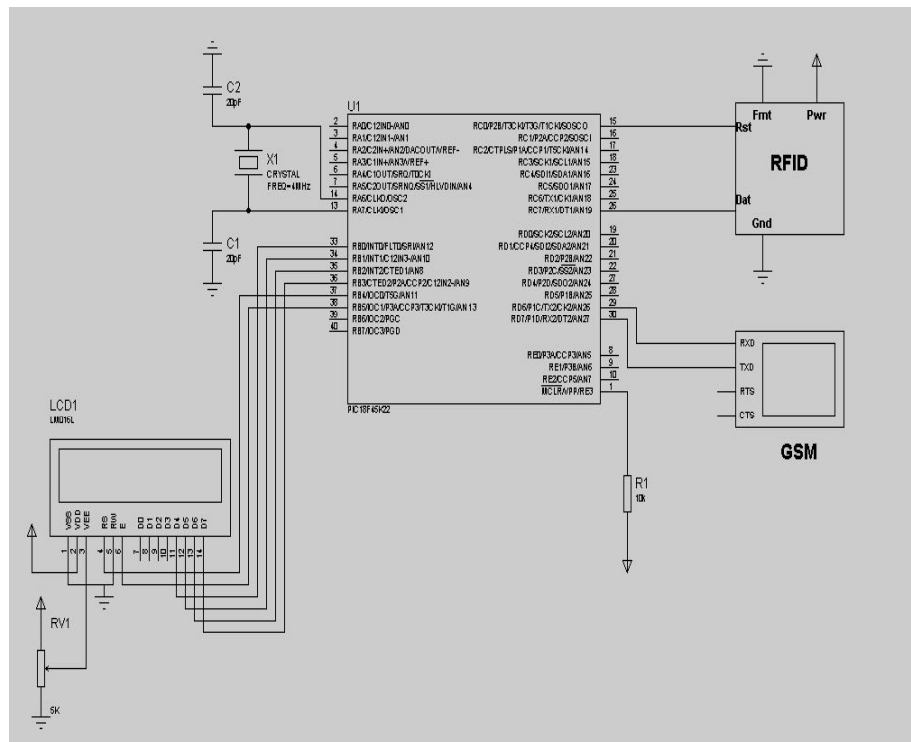 C2
20pF
X1
CRYSTAL
FREQ=4MHz
C1
20pF
U1
2 RA0/C12IN0-/AN0
3 RA1/C12IN1-/AN1
4 RA2/C2IN+/AN2/DACOUT/VREF-
5 RA3/C1IN+/AN3/VREF+
6 RA4/C1OUT/SRQ/T0CKI
7 RA5/C2OUT/SRNQ/SS1/HLVDIN/AN4
14 RA6/CLKO/OSC2
13 RA7/CLKI/OSC1
33 RB0/INT0/FLT0/SRI/AN12
34 RB1/INT1/C12IN3-/AN10
35 RB2/INT2/CTED1/AN8
36 RB3/CTED2/P2A/CCP2/C12IN2-/AN9
37 RB4/IOC0/T5G/AN11
38 RB5/IOC1/P3A/CCP3/T3CKI/T1G/AN13
39 RB6/IOC2/PGC
40 RB7/IOC3/PGD
RC0/P2B/T3CKI/T3G/T1CKI/SOSCO 15
RC1/P2A/CCP2/SOSCI 16
RC2/CTPLS/P1A/CCP1/T5CKI/AN14 17
RC3/SCK1/SCL1/AN15 18
RC4/SDI1/SDA1/AN16 23
RC5/SDO1/AN17 24
RC6/TX1/CK1/AN18 25
RC7/RX1/DT1/AN19 26
RD0/SCK2/SCL2/AN20 19
RD1/CCP4/SDI2/SDA2/AN21 20
RD2/P2B/AN22 21
RD3/P2C/SS2/AN23 22
RD4/P2D/SDO2/AN24 27
RD5/P1B/AN25 28
RD6/P1C/TX2/CK2/AN26 29
RD7/P1D/RX2/DT2/AN27 30
RE0/P3A/CCP3/AN5 8
RE1/P3B/AN6 9
RE2/CCP5/AN7 10
MCLR/VPP/RE3 1
PIC18F45K22
Fmt Pwr
Rst
RFID
Dat
Gnd
RXD
TXD
RTS
CTS
GSM
R1
10k
LCD1
LM016L
VSS VDD VEE RS RW E D0 D1 D2 D3 D4 D5 D6 D7
1 2 3 4 5 6 7 8 9 10 11 12 13 14
RV1
5K